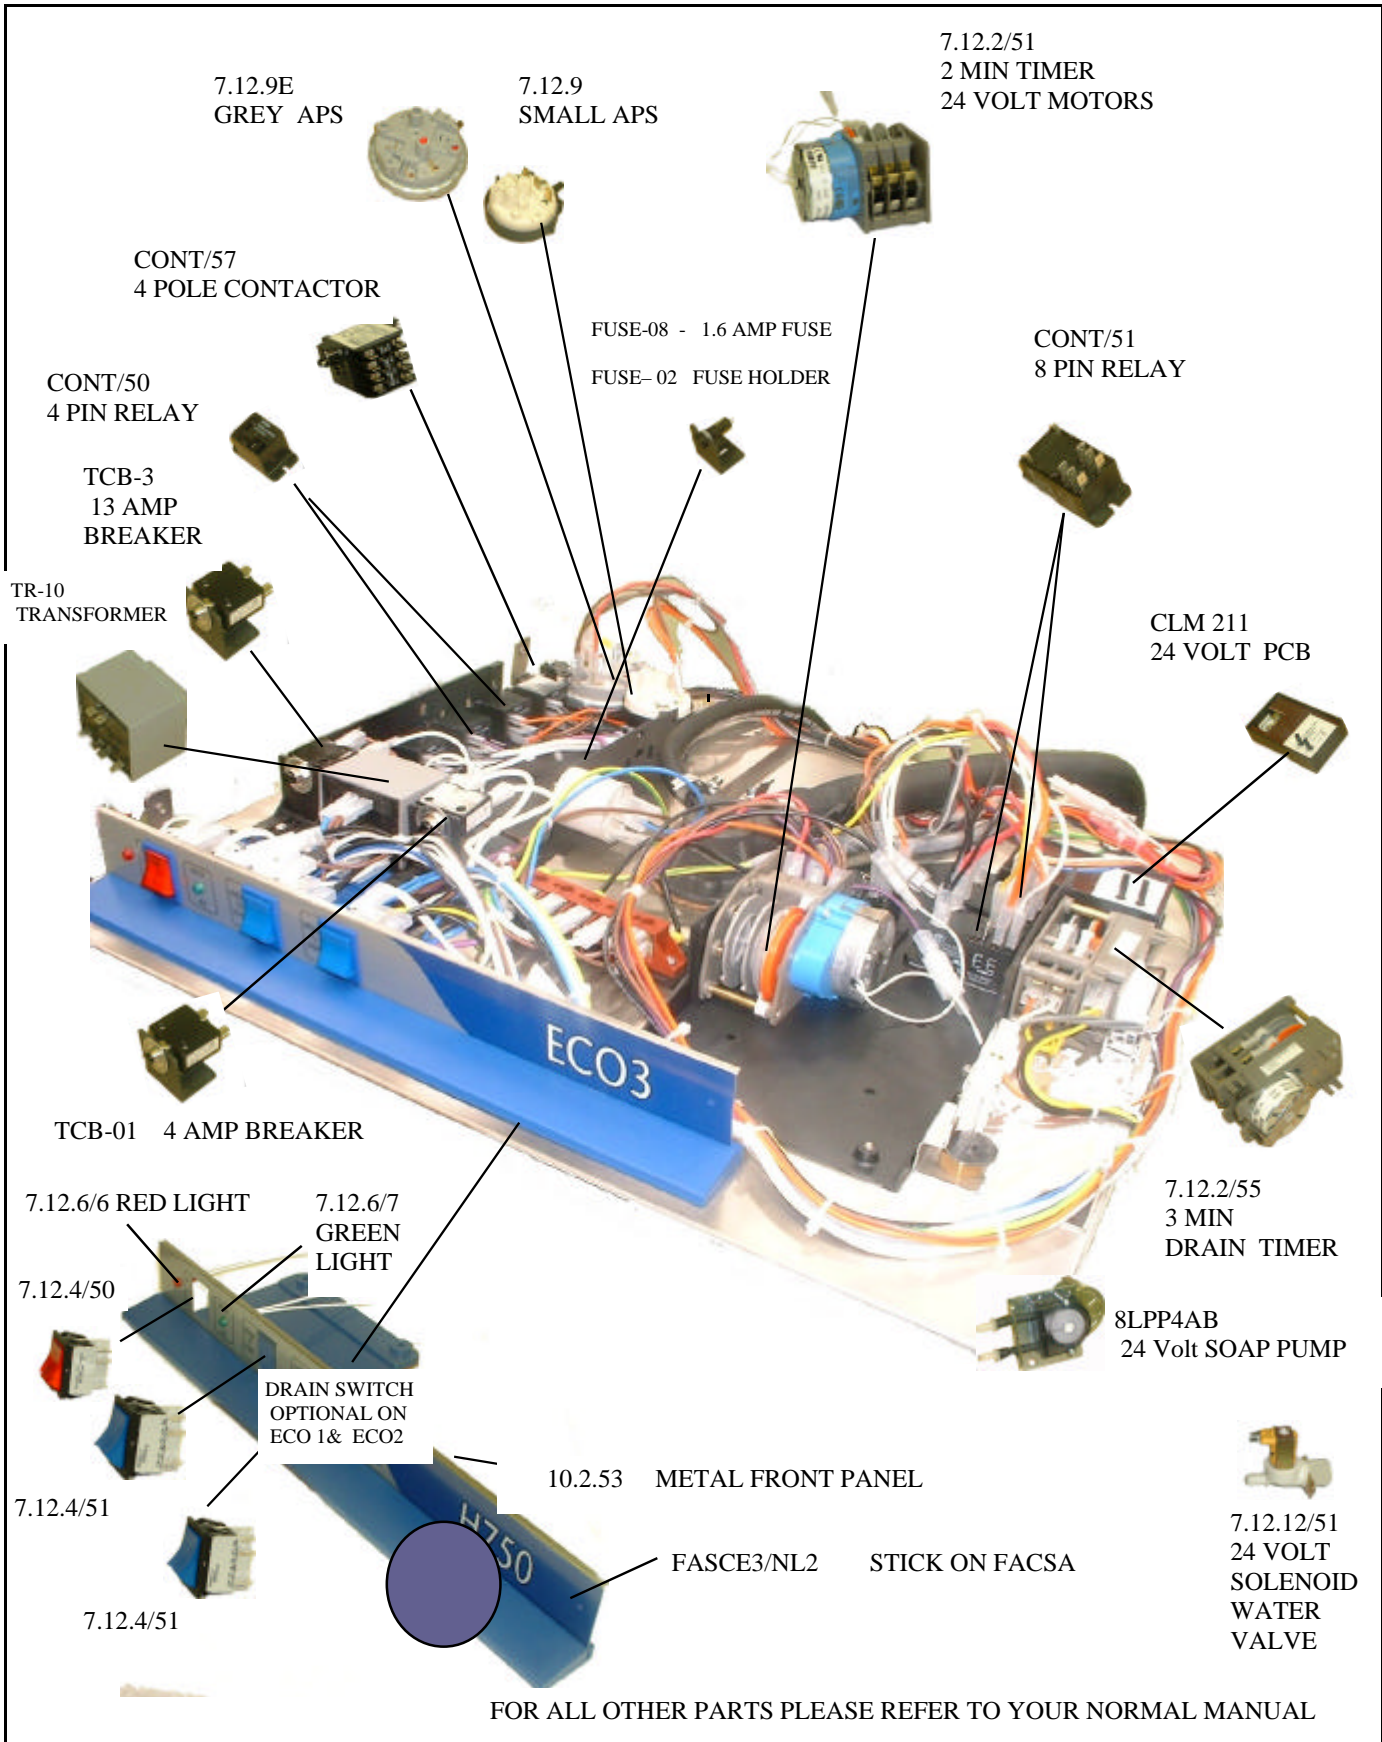 7.12.2/51
2 MIN TIMER
24 VOLT MOTORS
7.12.9E
GREY APS
7.12.9
SMALL APS
CONT/57
4 POLE CONTACTOR
FUSE-08 - 1.6 AMP FUSE
FUSE– 02 FUSE HOLDER
CONT/51
8 PIN RELAY
CONT/50
4 PIN RELAY
TCB-3
13 AMP
BREAKER
TR-10
TRANSFORMER
CLM 211
24 VOLT PCB
ECO3
TCB-01 4 AMP BREAKER
7.12.6/6 RED LIGHT
7.12.6/7
GREEN
LIGHT
7.12.2/55
3 MIN
DRAIN TIMER
7.12.4/50
8LPP4AB
24 Volt SOAP PUMP
DRAIN SWITCH
OPTIONAL ON
ECO 1& ECO2
7.12.4/51
10.2.53 METAL FRONT PANEL
H750
7.12.12/51
24 VOLT
SOLENOID
WATER
VALVE
FASCE3/NL2 STICK ON FACSA
7.12.4/51
FOR ALL OTHER PARTS PLEASE REFER TO YOUR NORMAL MANUAL